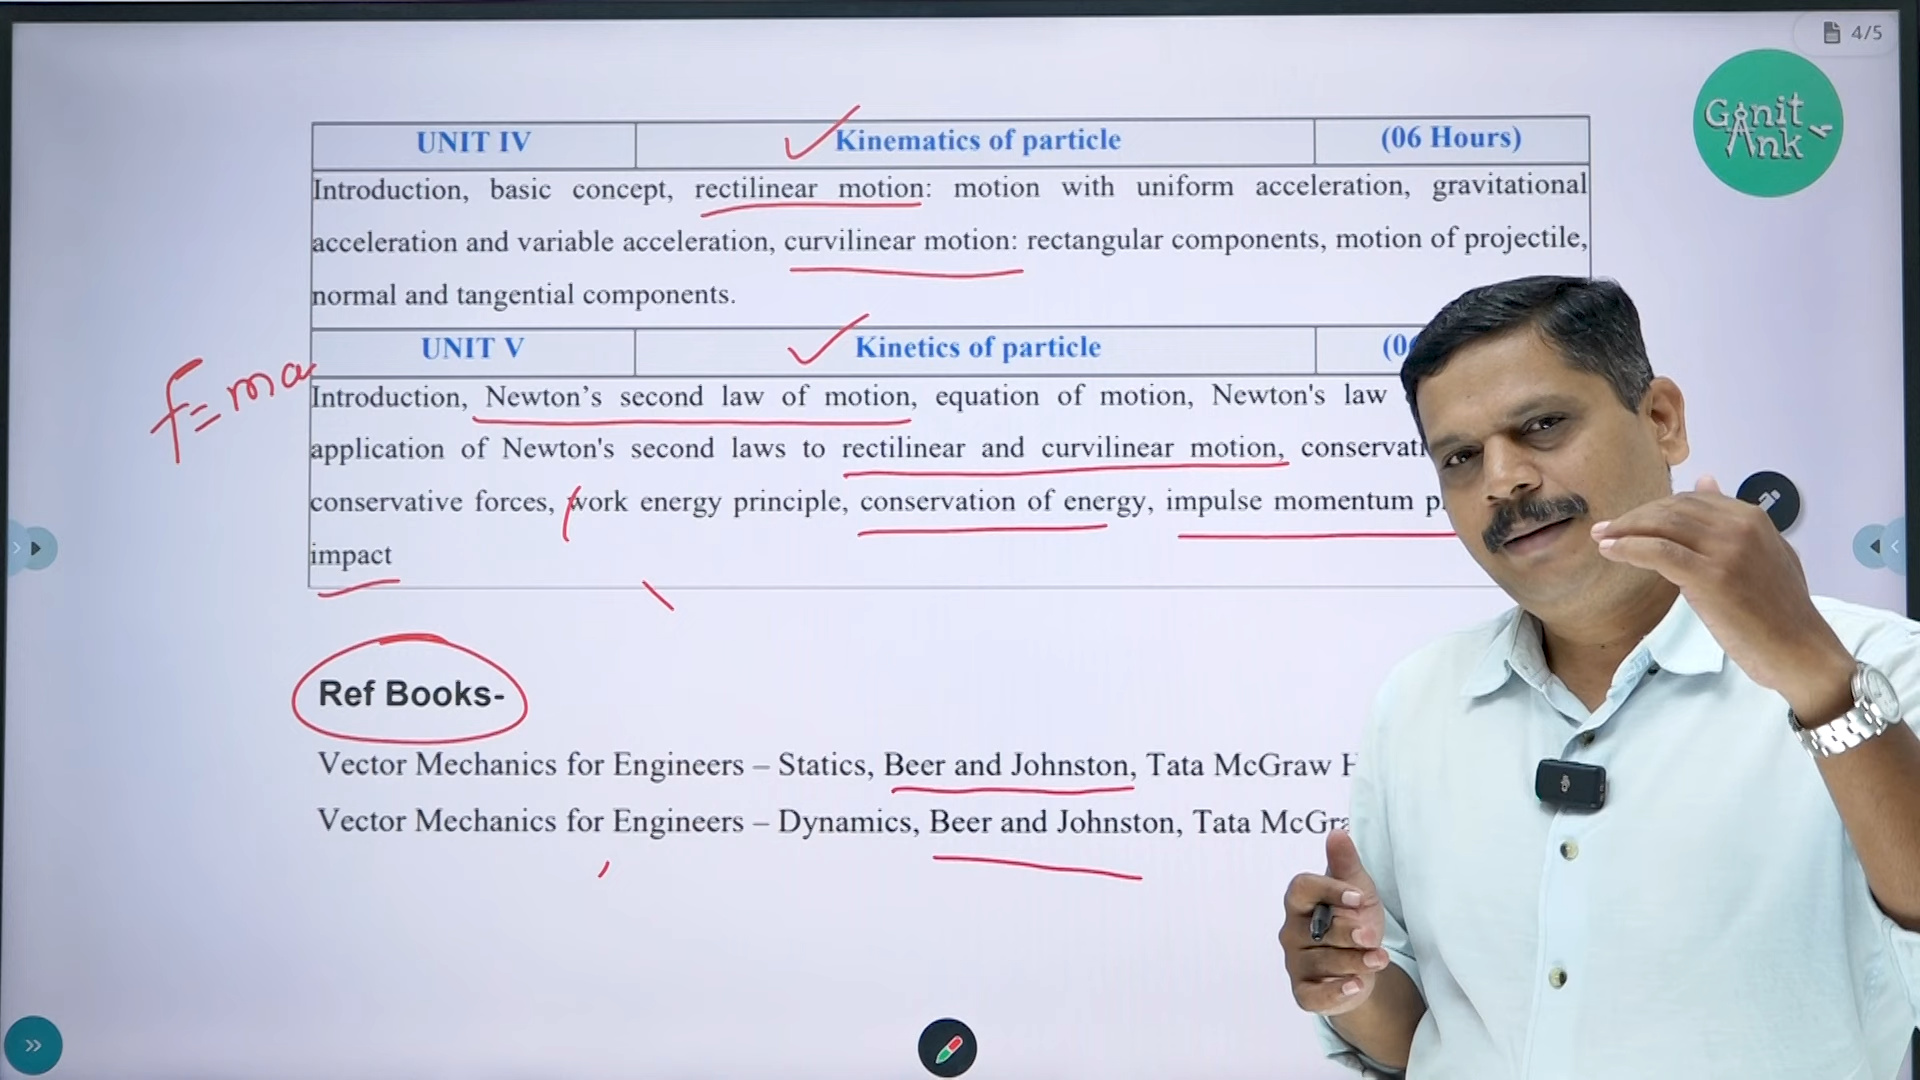 4/5
Ganit
Ank
UNIT IV Kinematics of particle (06 Hours)
Introduction, basic concept, rectilinear motion: motion with uniform acceleration, gravitational
acceleration and variable acceleration, curvilinear motion: rectangular components, motion of projectile,
normal and tangential components.
UNIT V Kinetics of particle (0
F=ma
Introduction, Newton's second law of motion, equation of motion, Newton's law
application of Newton's second laws to rectilinear and curvilinear motion,
conservative forces, work energy principle, conservation of energy, impulse momentum
impact
Ref Books-
Vector Mechanics for Engineers – Statics, Beer and Johnston, Tata McGraw
Vector Mechanics for Engineers – Dynamics, Beer and Johnston, Tata